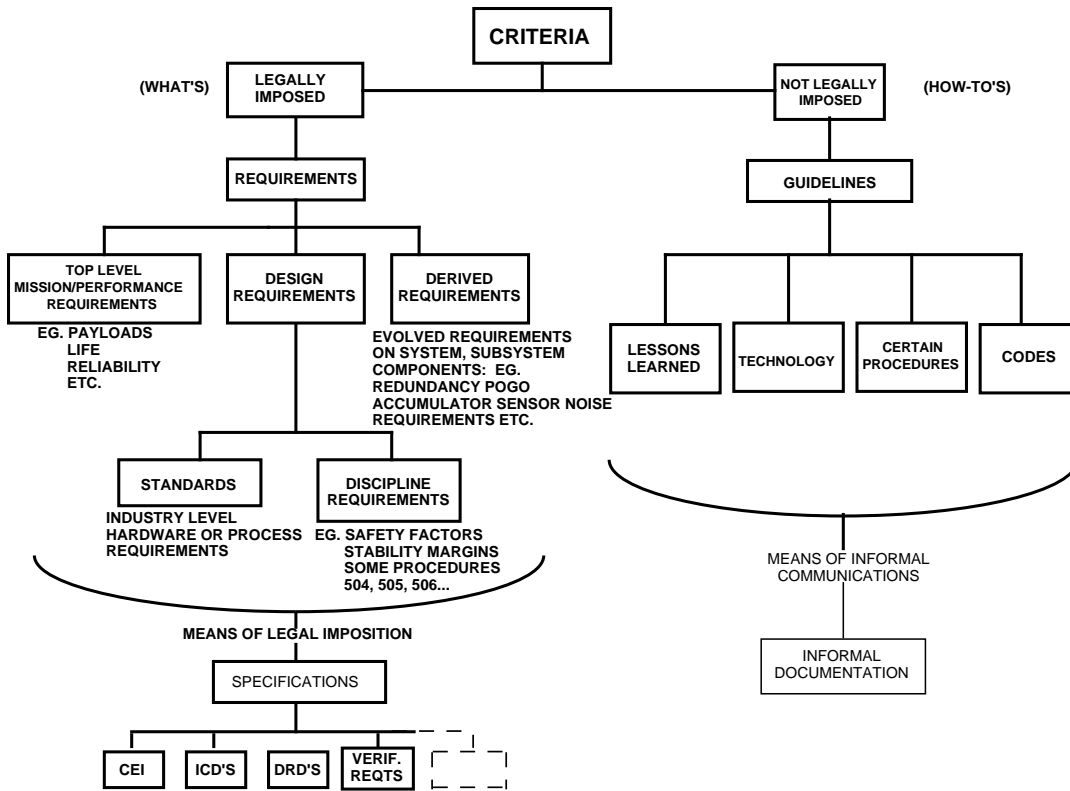 CRITERIA
(WHAT'S)
LEGALLY
IMPOSED
NOT LEGALLY
IMPOSED
(HOW-TO'S)
REQUIREMENTS
GUIDELINES
TOP LEVEL
MISSION/PERFORMANCE
REQUIREMENTS
DESIGN
REQUIREMENTS
DERIVED
REQUIREMENTS
EG. PAYLOADS
LIFE
RELIABILITY
ETC.
EVOLVED REQUIREMENTS
ON SYSTEM, SUBSYSTEM
COMPONENTS: EG.
REDUNDANCY POGO
ACCUMULATOR SENSOR NOISE
REQUIREMENTS ETC.
LESSONS
LEARNED
TECHNOLOGY
CERTAIN
PROCEDURES
CODES
STANDARDS
DISCIPLINE
REQUIREMENTS
INDUSTRY LEVEL
HARDWARE OR PROCESS
REQUIREMENTS
EG. SAFETY FACTORS
STABILITY MARGINS
SOME PROCEDURES
504, 505, 506...
MEANS OF INFORMAL
COMMUNICATIONS
MEANS OF LEGAL IMPOSITION
INFORMAL
DOCUMENTATION
SPECIFICATIONS
CEI
ICD'S
DRD'S
VERIF.
REQTS